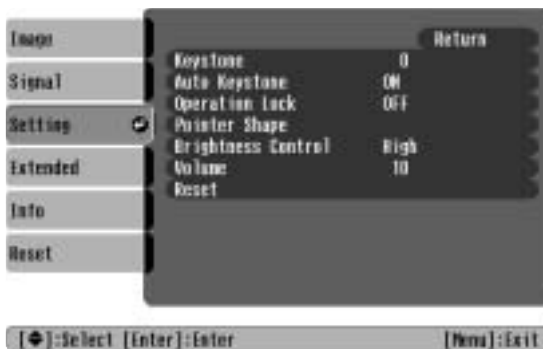 Image
Signal
Setting
Extended
Info
Reset
Return
Keystone 0
Auto Keystone ON
Operation Lock OFF
Pointer Shape
Brightness Control High
Volume 10
Reset
[◆]:Select [Enter]:Enter [Menu]:Exit